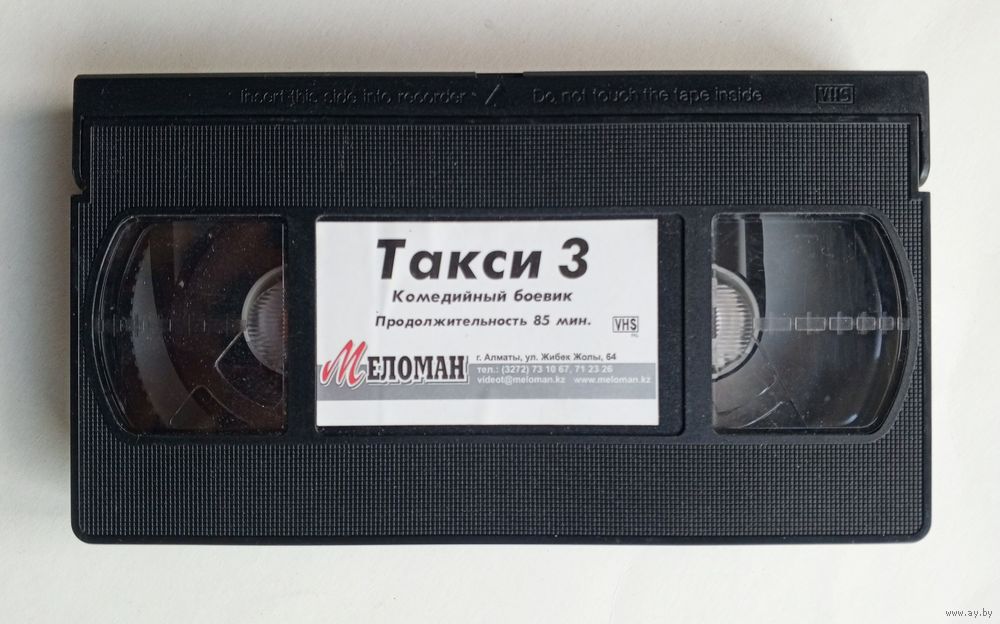 Insert this side into recorder / Do not touch the tape inside VHS
Такси 3
Комедийный боевик
Продолжительность 85 мин. VHS
МЕЛОМАН
г. Алматы, ул. Жибек Жолы, 64
тел.: (3272) 73 10 67, 71 23 26
videot@meloman.kz www.meloman.kz
www.ay.by